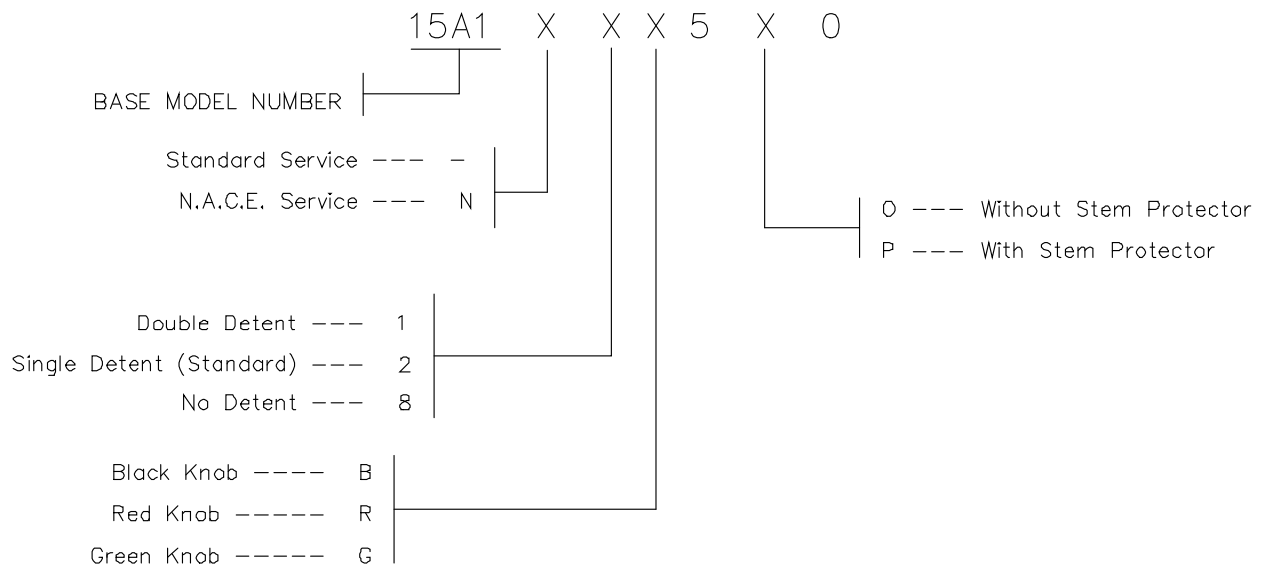 15A1 X X X 5 X 0
BASE MODEL NUMBER
Standard Service --- -
N.A.C.E. Service --- N
O --- Without Stem Protector
P --- With Stem Protector
Double Detent --- 1
Single Detent (Standard) --- 2
No Detent --- 8
Black Knob ---- B
Red Knob ----- R
Green Knob ----- G